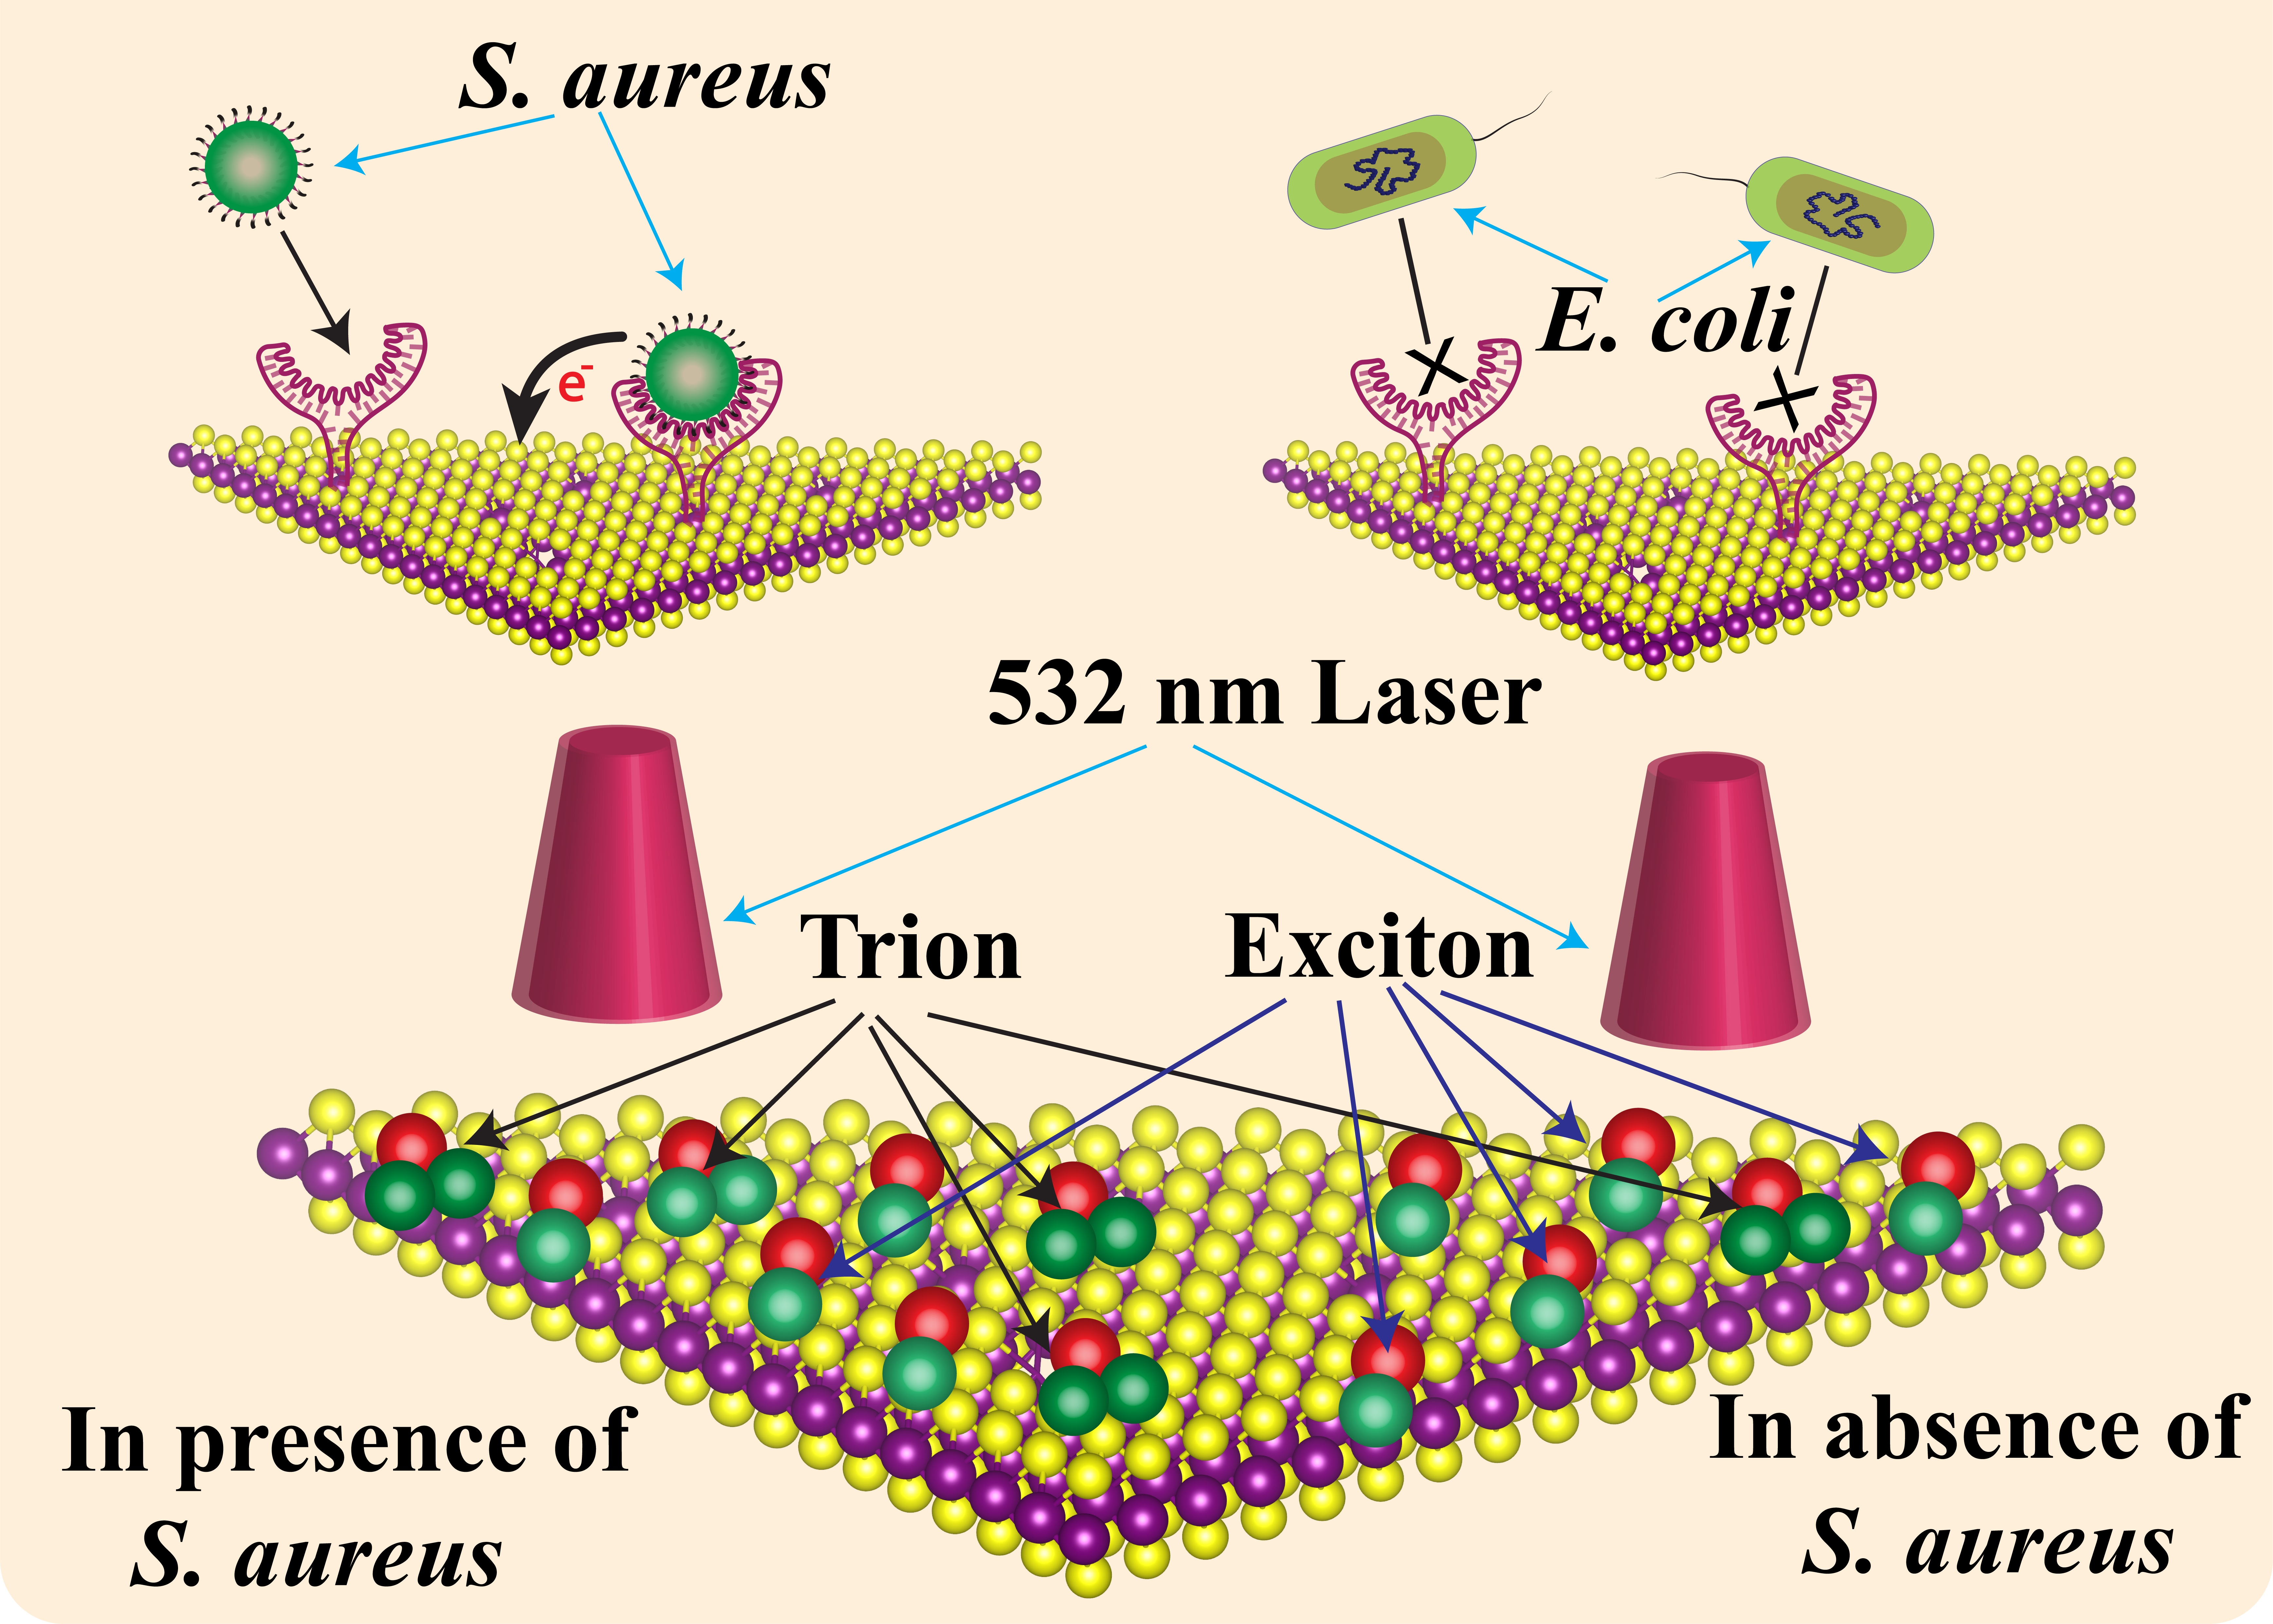 S. aureus
E. coli
e-
532 nm Laser
Trion
Exciton
In presence of
S. aureus
In absence of
S. aureus